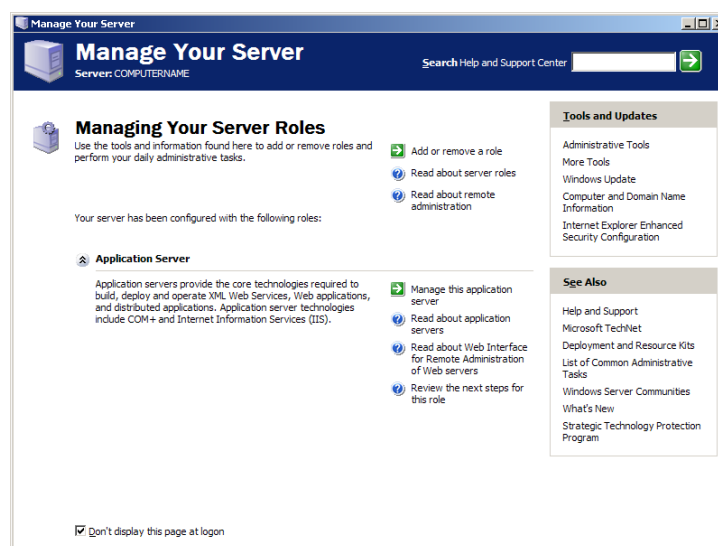 Manage Your Server
Manage Your Server
Server: COMPUTERNAME
Search Help and Support Center
Managing Your Server Roles
Use the tools and information found here to add or remove roles and
perform your daily administrative tasks.
Add or remove a role
Read about server roles
Read about remote
administration
Your server has been configured with the following roles:
Application Server
Application servers provide the core technologies required to
build, deploy and operate XML Web Services, Web applications,
and distributed applications. Application server technologies
include COM+ and Internet Information Services (IIS).
Manage this application
server
Read about application
servers
Read about Web Interface
for Remote Administration
of Web servers
Review the next steps for
this role
Tools and Updates
Administrative Tools
More Tools
Windows Update
Computer and Domain Name
Information
Internet Explorer Enhanced
Security Configuration
See Also
Help and Support
Microsoft TechNet
Deployment and Resource Kits
List of Common Administrative
Tasks
Windows Server Communities
What's New
Strategic Technology Protection
Program
Don't display this page at logon